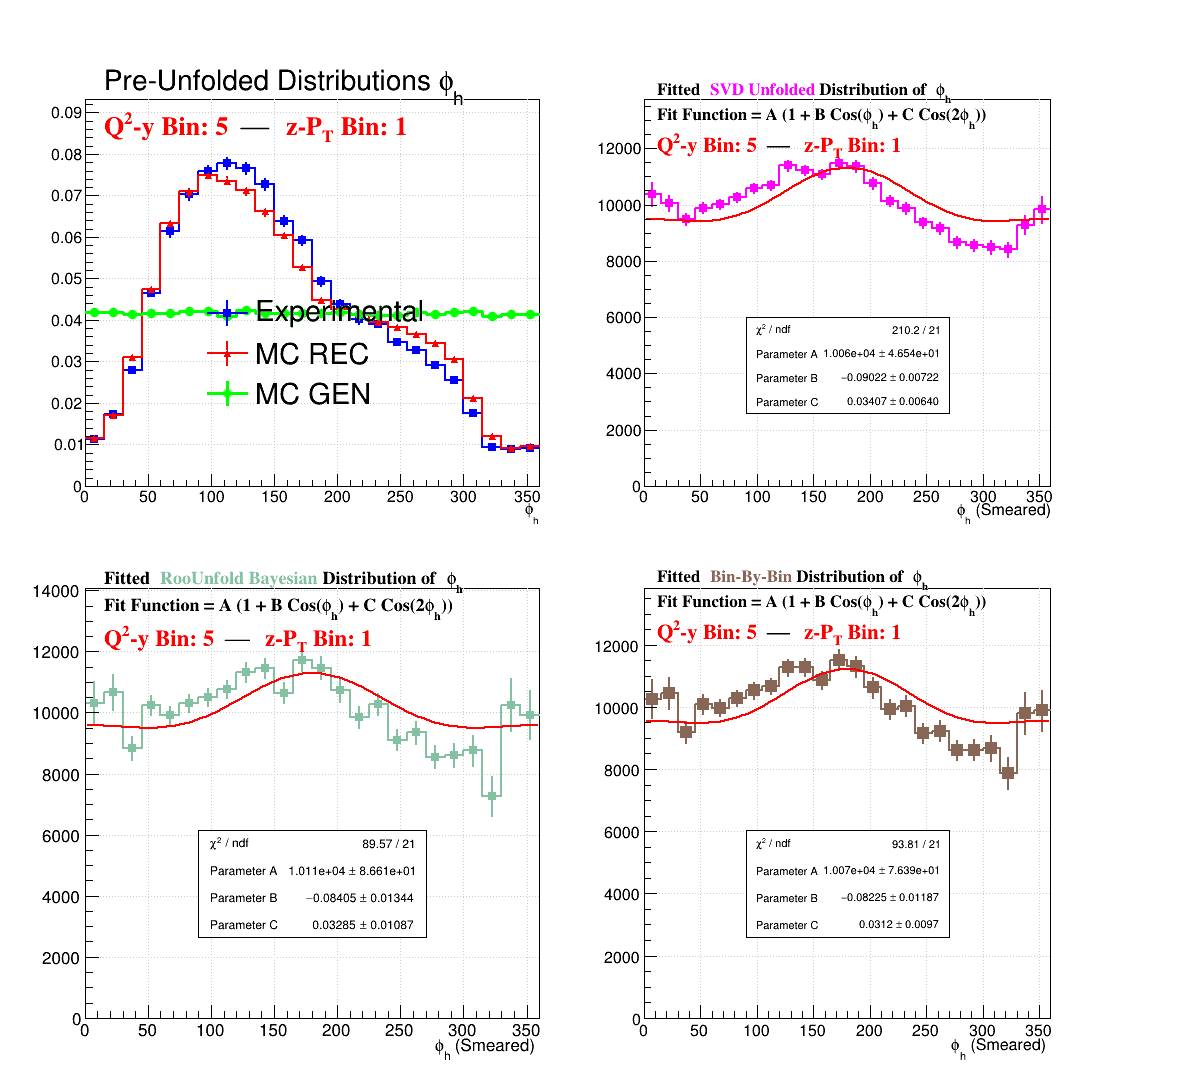 Pre-Unfolded Distributions ϕh
Q2-y Bin: 5 — z-PT Bin: 1
0.09
0.08
0.07
0.06
0.05
0.04
0.03
0.02
0.01
0
Experimental
MC REC
MC GEN
0 50 100 150 200 250 300 350
ϕh
Fitted SVD Unfolded Distribution of ϕh
Fit Function = A (1 + B Cos(ϕh) + C Cos(2ϕh))
Q2-y Bin: 5 — z-PT Bin: 1
12000
10000
8000
6000
4000
2000
0
χ2 / ndf 210.2 / 21
Parameter A 1.006e+04 ± 4.654e+01
Parameter B −0.09022 ± 0.00722
Parameter C 0.03407 ± 0.00640
0 50 100 150 200 250 300 350
ϕh (Smeared)
Fitted RooUnfold Bayesian Distribution of ϕh
Fit Function = A (1 + B Cos(ϕh) + C Cos(2ϕh))
Q2-y Bin: 5 — z-PT Bin: 1
14000
12000
10000
8000
6000
4000
2000
0
χ2 / ndf 89.57 / 21
Parameter A 1.011e+04 ± 8.661e+01
Parameter B −0.08405 ± 0.01344
Parameter C 0.03285 ± 0.01087
0 50 100 150 200 250 300 350
ϕh (Smeared)
Fitted Bin-By-Bin Distribution of ϕh
Fit Function = A (1 + B Cos(ϕh) + C Cos(2ϕh))
Q2-y Bin: 5 — z-PT Bin: 1
12000
10000
8000
6000
4000
2000
0
χ2 / ndf 93.81 / 21
Parameter A 1.007e+04 ± 7.639e+01
Parameter B −0.08225 ± 0.01187
Parameter C 0.0312 ± 0.0097
0 50 100 150 200 250 300 350
ϕh (Smeared)